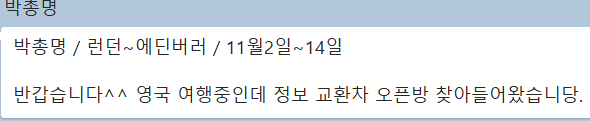 박총명
박총명 / 런던~에딘버러 / 11월2일~14일
반갑습니다^^ 영국 여행중인데 정보 교환차 오픈방 찾아들어왔습니당.